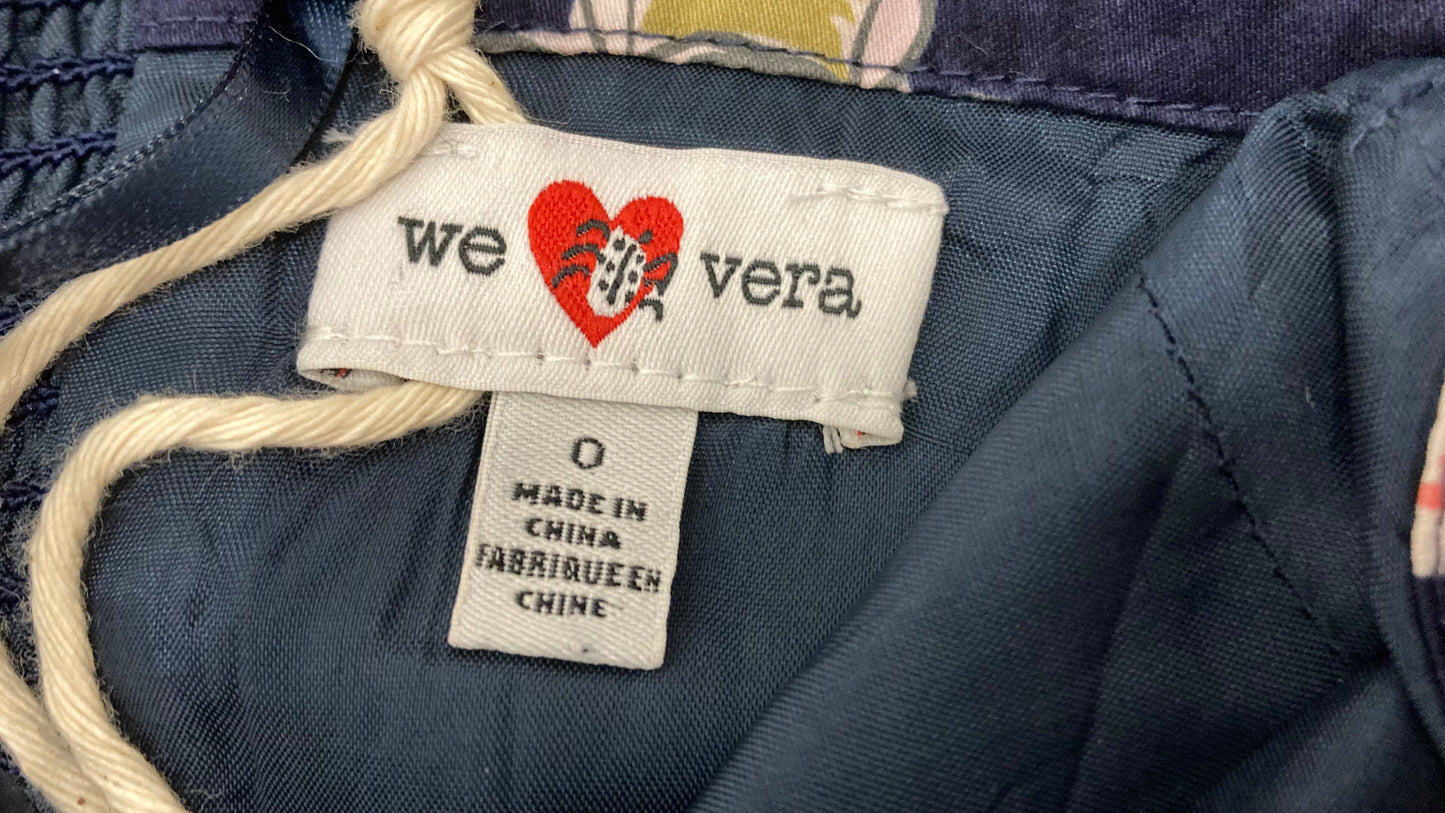 we vera
0
MADE IN
CHINA
FABRIQUE EN
CHINE